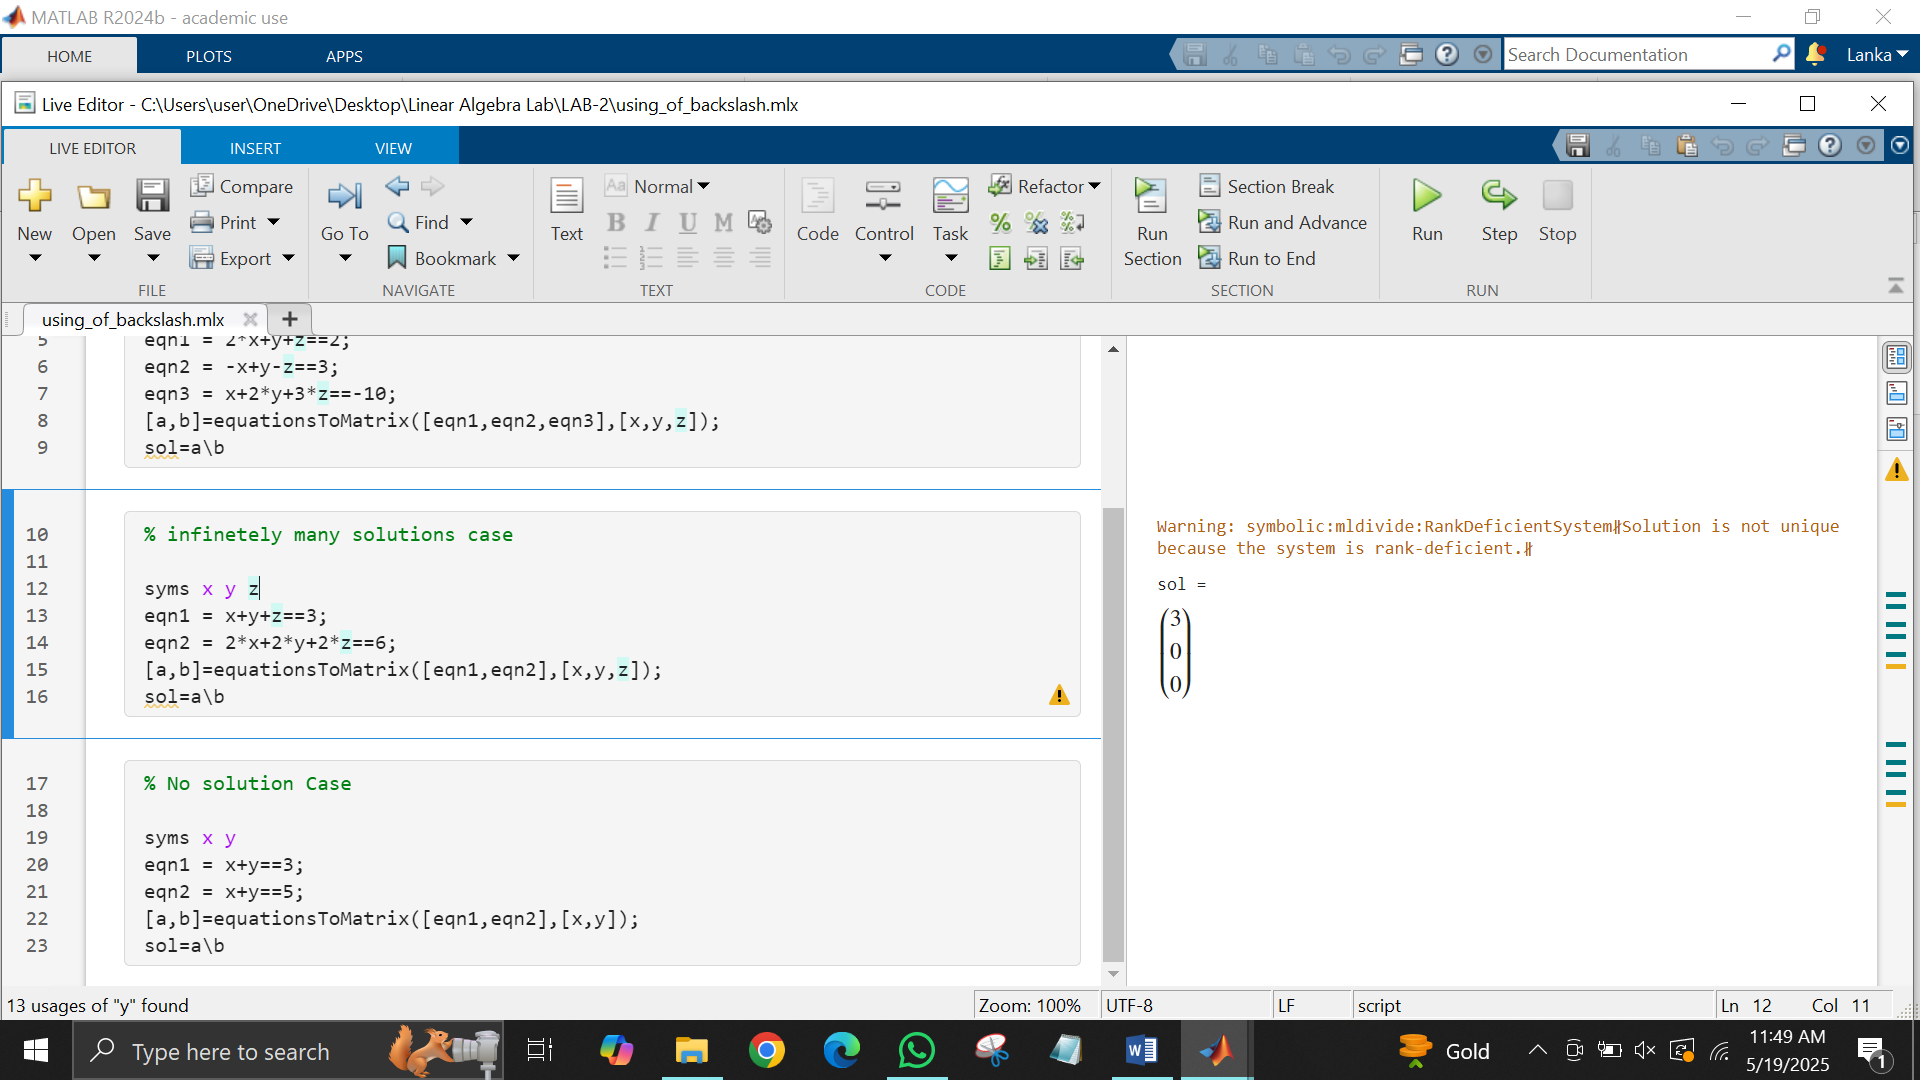 MATLAB R2024b - academic use
HOME PLOTS APPS
Search Documentation
Lanka
Live Editor - C:\Users\user\OneDrive\Desktop\Linear Algebra Lab\LAB-2\using_of_backslash.mlx
LIVE EDITOR INSERT VIEW
New
Open
Save
Compare
Print
Export
FILE
Go To
Find
Bookmark
NAVIGATE
Text
Aa Normal
B I U M
TEXT
Code
Control
Task
Refactor
CODE
Run Section
Section Break
Run and Advance
Run to End
SECTION
Run
Step
Stop
RUN
using_of_backslash.mlx
5 eqn1 = 2*x+y+z==2;
6 eqn2 = -x+y-z==3;
7 eqn3 = x+2*y+3*z==-10;
8 [a,b]=equationsToMatrix([eqn1,eqn2,eqn3],[x,y,z]);
9 sol=a\b
10 % infinetely many solutions case
11
12 syms x y z
13 eqn1 = x+y+z==3;
14 eqn2 = 2*x+2*y+2*z==6;
15 [a,b]=equationsToMatrix([eqn1,eqn2],[x,y,z]);
16 sol=a\b
17 % No solution Case
18
19 syms x y
20 eqn1 = x+y==3;
21 eqn2 = x+y==5;
22 [a,b]=equationsToMatrix([eqn1,eqn2],[x,y]);
23 sol=a\b
Warning: symbolic:mldivide:RankDeficientSystem∦Solution is not unique
because the system is rank-deficient.∦
sol =
3
0
0
13 usages of "y" found
Zoom: 100%
UTF-8
LF
script
Ln 12 Col 11
Type here to search
Gold
11:49 AM
5/19/2025
1